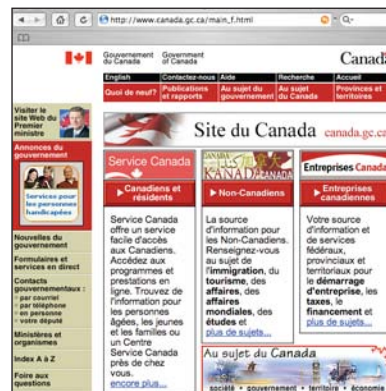 http://www.canada.gc.ca/main_f.html
Gouvernement du Canada
Government of Canada
Canada
English
Contactez-nous
Aide
Recherche
Accueil
Quoi de neuf?
Publications et rapports
Au sujet du gouvernement
Au sujet du Canada
Provinces et territoires
Visiter le
site Web du
Premier
ministre
Annonces du
gouvernement
Services pour
les personnes
handicapées
Nouvelles du
gouvernement
Formulaires et
services en direct
Contacts
gouvernementaux :
par courriel
par téléphone
en personne
votre député
Ministères et
organismes
Index A à Z
Foire aux
questions
Site du Canada canada.gc.ca
Service Canada
Canadiens et
résidents
Service Canada
offre un service
facile d'accès
aux Canadiens.
Accédez aux
programmes et
prestations en
ligne. Trouvez de
l'information pour
les personnes
âgées, les jeunes
et les familles ou
un Centre
Service Canada
près de chez
vous.
encore plus...
CANADA
KANADA
CANADA
Non-Canadiens
La source
d'information pour
les Non-Canadiens.
Renseignez-vous
au sujet de
l'immigration, du
tourisme, des
affaires, des
affaires
mondiales, des
études et
plus de sujets...
Entreprises Canada
Entreprises
canadiennes
Votre source
d'information et
de services
fédéraux,
provinciaux et
territoriaux pour
le démarrage
d'entreprise, les
taxes, le
financement et
plus de sujets...
Au sujet du Canada
société • gouvernement • territoire • économie